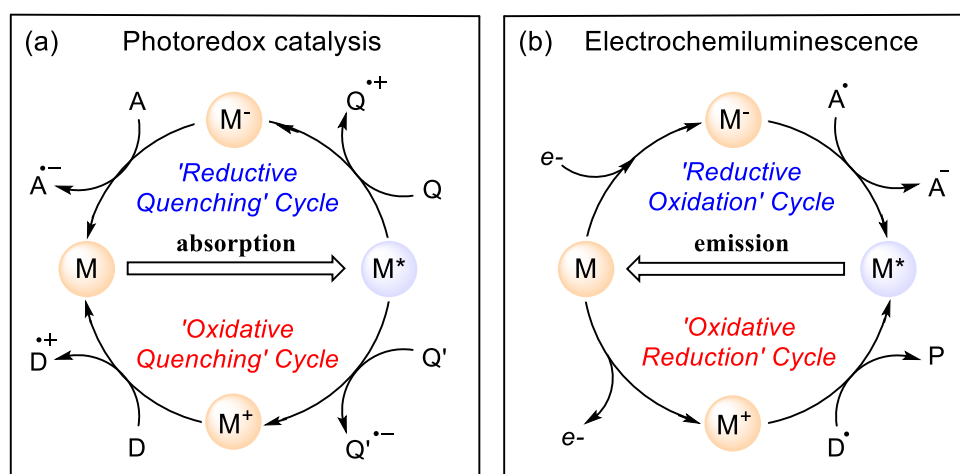 (a) Photoredox catalysis
A
M⁻
Q•+
A•−
'Reductive
Quenching' Cycle
Q
absorption
M
M*
D•+
'Oxidative
Quenching' Cycle
Q'
D
M⁺
Q'•−
(b) Electrochemiluminescence
M⁻
A•
e-
'Reductive
Oxidation' Cycle
A⁻
emission
M
M*
'Oxidative
Reduction' Cycle
P
e-
M⁺
D•